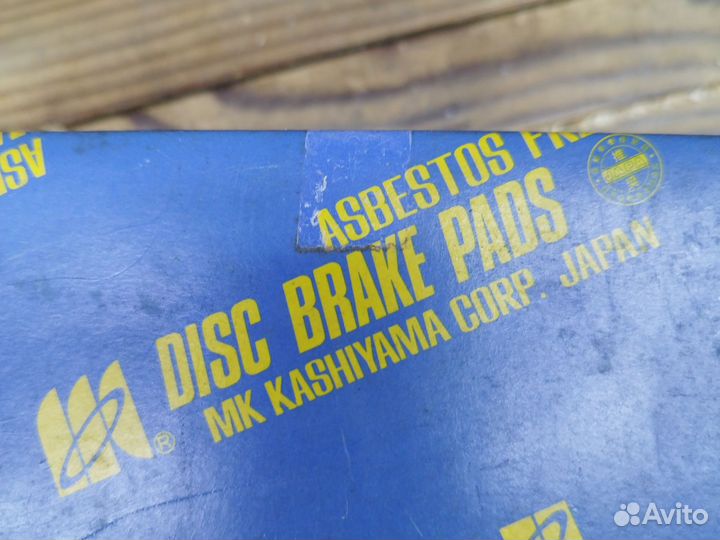 ASBESTOS
DISC BRAKE PADS
MK KASHIYAMA CORP. JAPAN
®
Avito